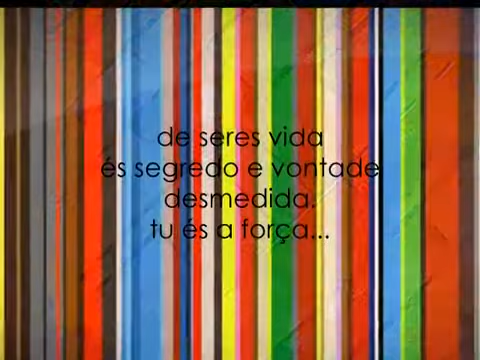 de seres vida
és segredo e vontade
desmedida.
tu és a força...